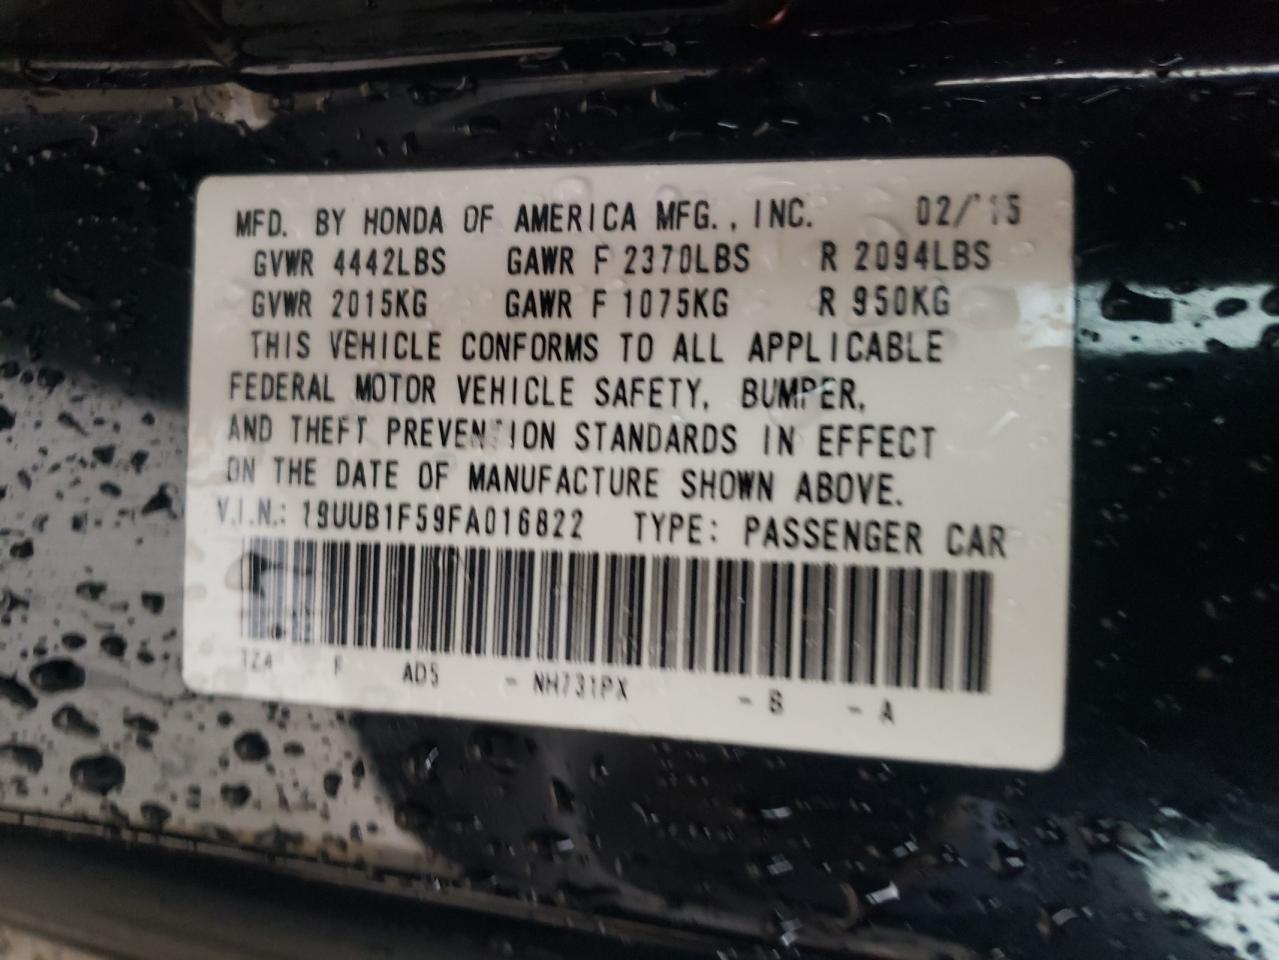 MFD. BY HONDA OF AMERICA MFG., INC. 02/15
GVWR 4442LBS GAWR F 2370LBS R 2094LBS
GVWR 2015KG GAWR F 1075KG R 950KG
THIS VEHICLE CONFORMS TO ALL APPLICABLE
FEDERAL MOTOR VEHICLE SAFETY, BUMPER,
AND THEFT PREVENTION STANDARDS IN EFFECT
ON THE DATE OF MANUFACTURE SHOWN ABOVE.
V.I.N.: 19UUB1F59FA016822 TYPE: PASSENGER CAR
TZ4 F AD5 - NH731PX - B - A